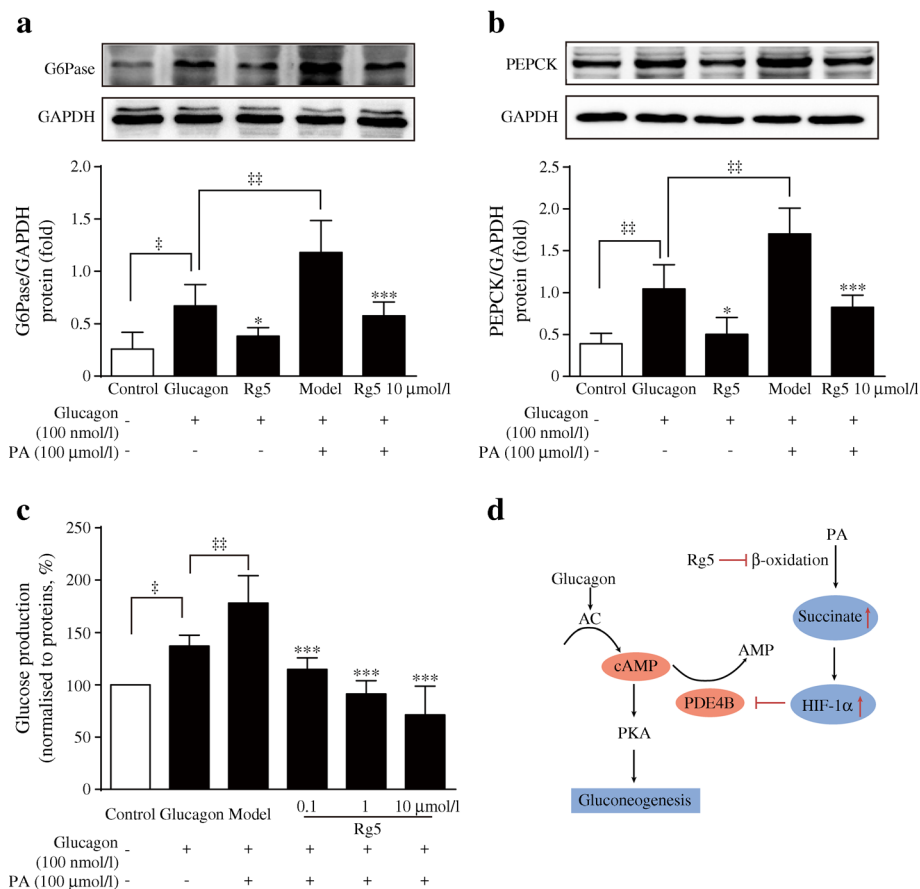 a
G6Pase
GAPDH
2.0
1.5
1.0
0.5
0
G6Pase/GAPDH
protein (fold)
‡
‡‡
*
***
Control Glucagon Rg5 Model Rg5 10 μmol/l
Glucagon
(100 nmol/l)
- + + + +
PA (100 μmol/l) - - - + +
b
PEPCK
GAPDH
2.5
2.0
1.5
1.0
0.5
0
PEPCK/GAPDH
protein (fold)
‡‡
‡‡
*
***
Control Glucagon Rg5 Model Rg5 10 μmol/l
Glucagon
(100 nmol/l)
- + + + +
PA (100 μmol/l) - - - + +
c
250
200
150
100
50
0
Glucose production
(normalised to proteins, %)
‡
‡‡
***
***
***
Control Glucagon Model 0.1 1 10 μmol/l
Rg5
Glucagon
(100 nmol/l)
- + + + + +
PA (100 μmol/l) - - + + + +
d
PA
Rg5 β-oxidation
Glucagon
AC
Succinate
cAMP
AMP
PDE4B
HIF-1α
PKA
Gluconeogenesis